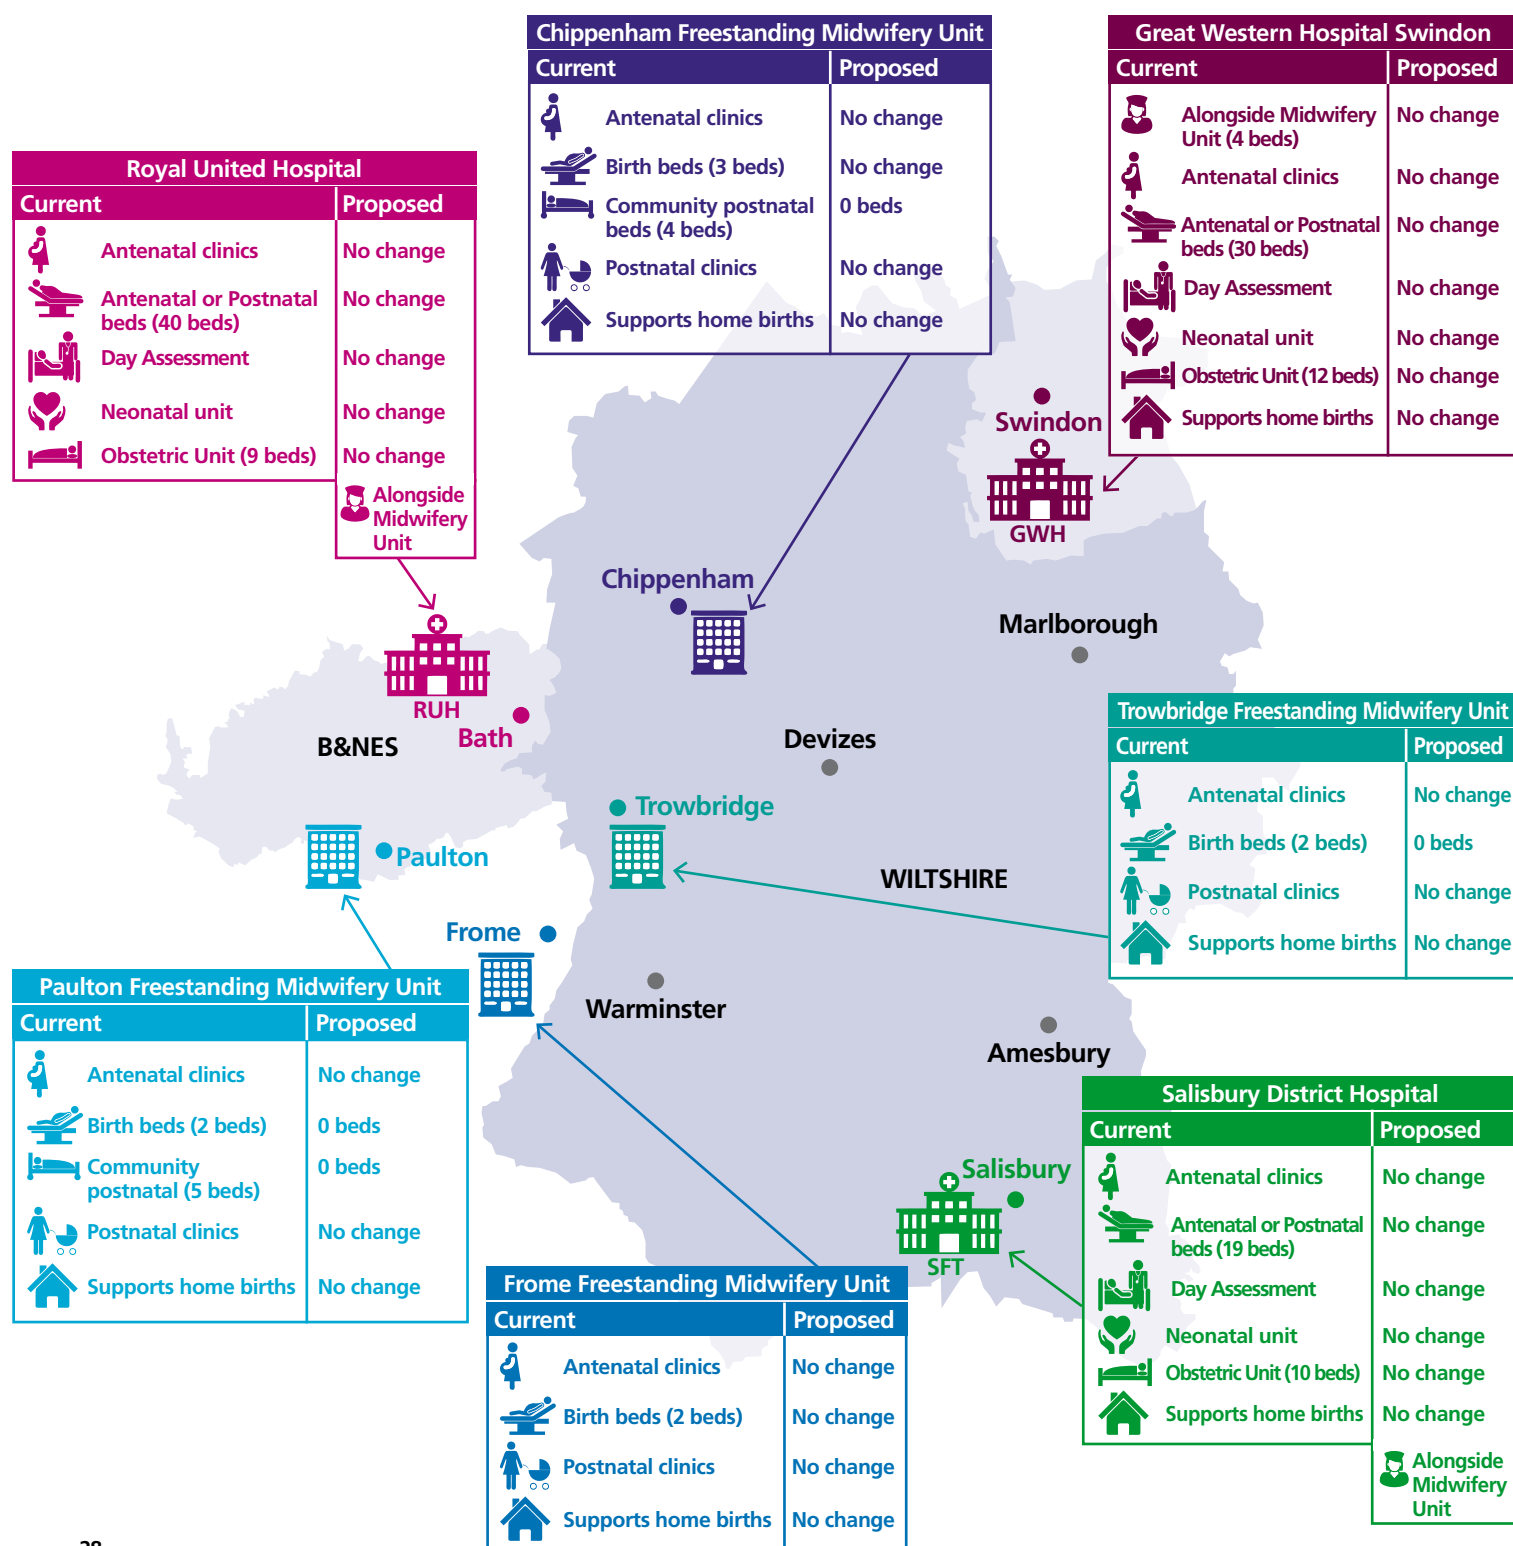 Chippenham Freestanding Midwifery Unit
Current Proposed
Antenatal clinics No change
Birth beds (3 beds) No change
Community postnatal 0 beds
beds (4 beds)
Postnatal clinics No change
Supports home births No change
Great Western Hospital Swindon
Current Proposed
Alongside Midwifery No change
Unit (4 beds)
Antenatal clinics No change
Antenatal or Postnatal No change
beds (30 beds)
Day Assessment No change
Neonatal unit No change
Obstetric Unit (12 beds) No change
Supports home births No change
Royal United Hospital
Current Proposed
Antenatal clinics No change
Antenatal or Postnatal No change
beds (40 beds)
Day Assessment No change
Neonatal unit No change
Obstetric Unit (9 beds) No change
Alongside
Midwifery
Unit
Swindon
GWH
Chippenham
Marlborough
RUH
Bath
B&NES
Devizes
Trowbridge
Paulton
WILTSHIRE
Frome
Warminster
Amesbury
Salisbury
SFT
Trowbridge Freestanding Midwifery Unit
Current Proposed
Antenatal clinics No change
Birth beds (2 beds) 0 beds
Postnatal clinics No change
Supports home births No change
Paulton Freestanding Midwifery Unit
Current Proposed
Antenatal clinics No change
Birth beds (2 beds) 0 beds
Community 0 beds
postnatal (5 beds)
Postnatal clinics No change
Supports home births No change
Salisbury District Hospital
Current Proposed
Antenatal clinics No change
Antenatal or Postnatal No change
beds (19 beds)
Day Assessment No change
Neonatal unit No change
Obstetric Unit (10 beds) No change
Supports home births No change
Alongside
Midwifery
Unit
Frome Freestanding Midwifery Unit
Current Proposed
Antenatal clinics No change
Birth beds (2 beds) No change
Postnatal clinics No change
Supports home births No change